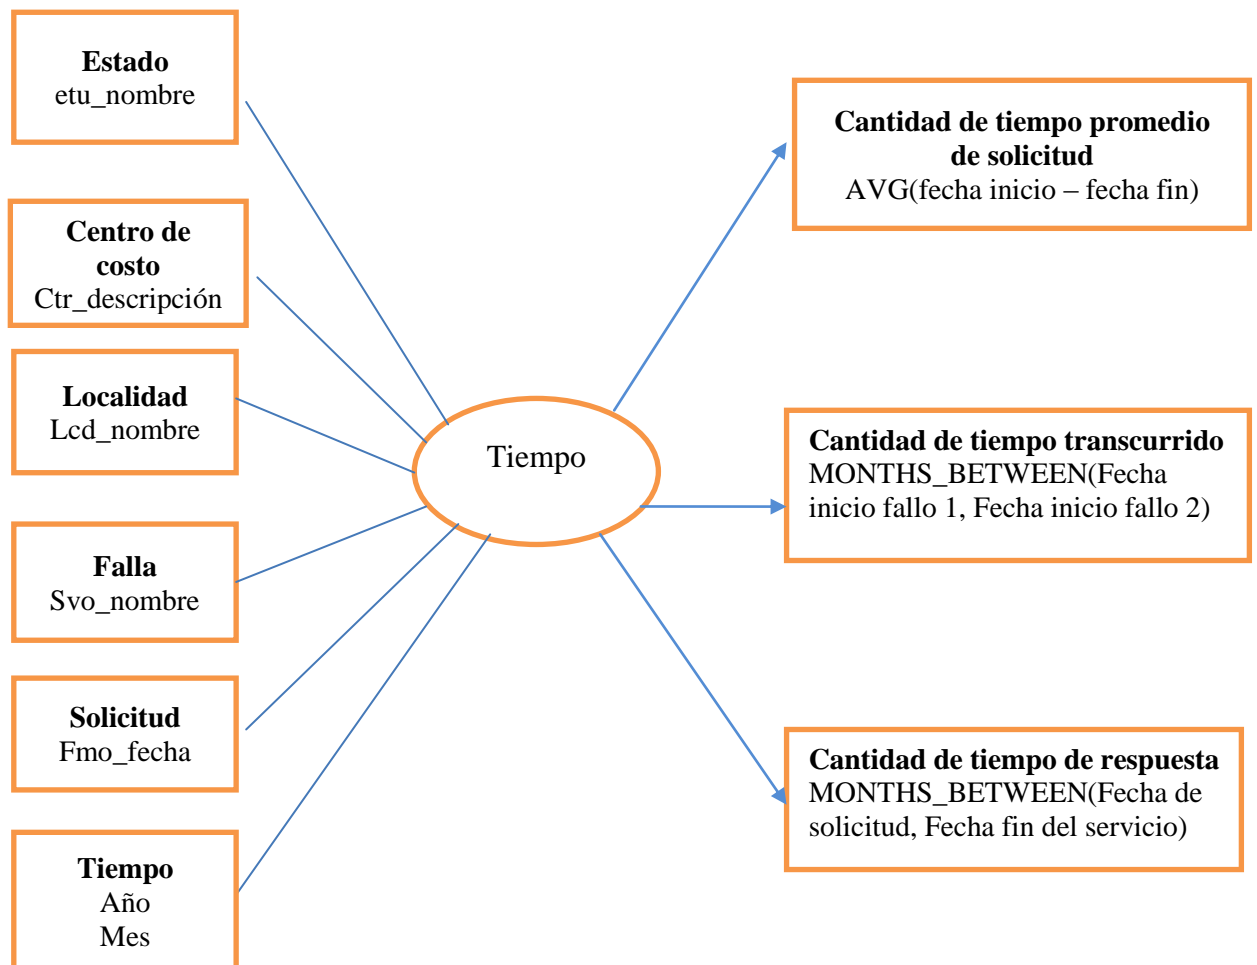 Estado
etu_nombre
Centro de
costo
Ctr_descripción
Localidad
Lcd_nombre
Falla
Svo_nombre
Solicitud
Fmo_fecha
Tiempo
Año
Mes
Tiempo
Cantidad de tiempo promedio
de solicitud
AVG(fecha inicio – fecha fin)
Cantidad de tiempo transcurrido
MONTHS_BETWEEN(Fecha
inicio fallo 1, Fecha inicio fallo 2)
Cantidad de tiempo de respuesta
MONTHS_BETWEEN(Fecha de
solicitud, Fecha fin del servicio)